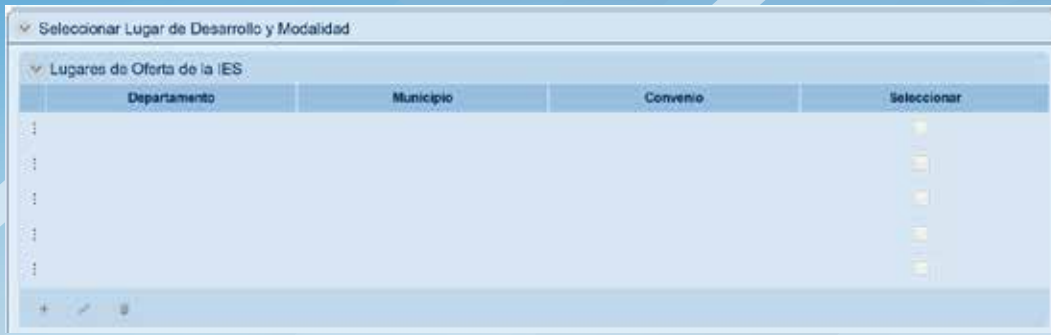 Seleccionar Lugar de Desarrollo y Modalidad
Lugares de Oferta de la IES
Departamento Municipio Convenio Seleccionar